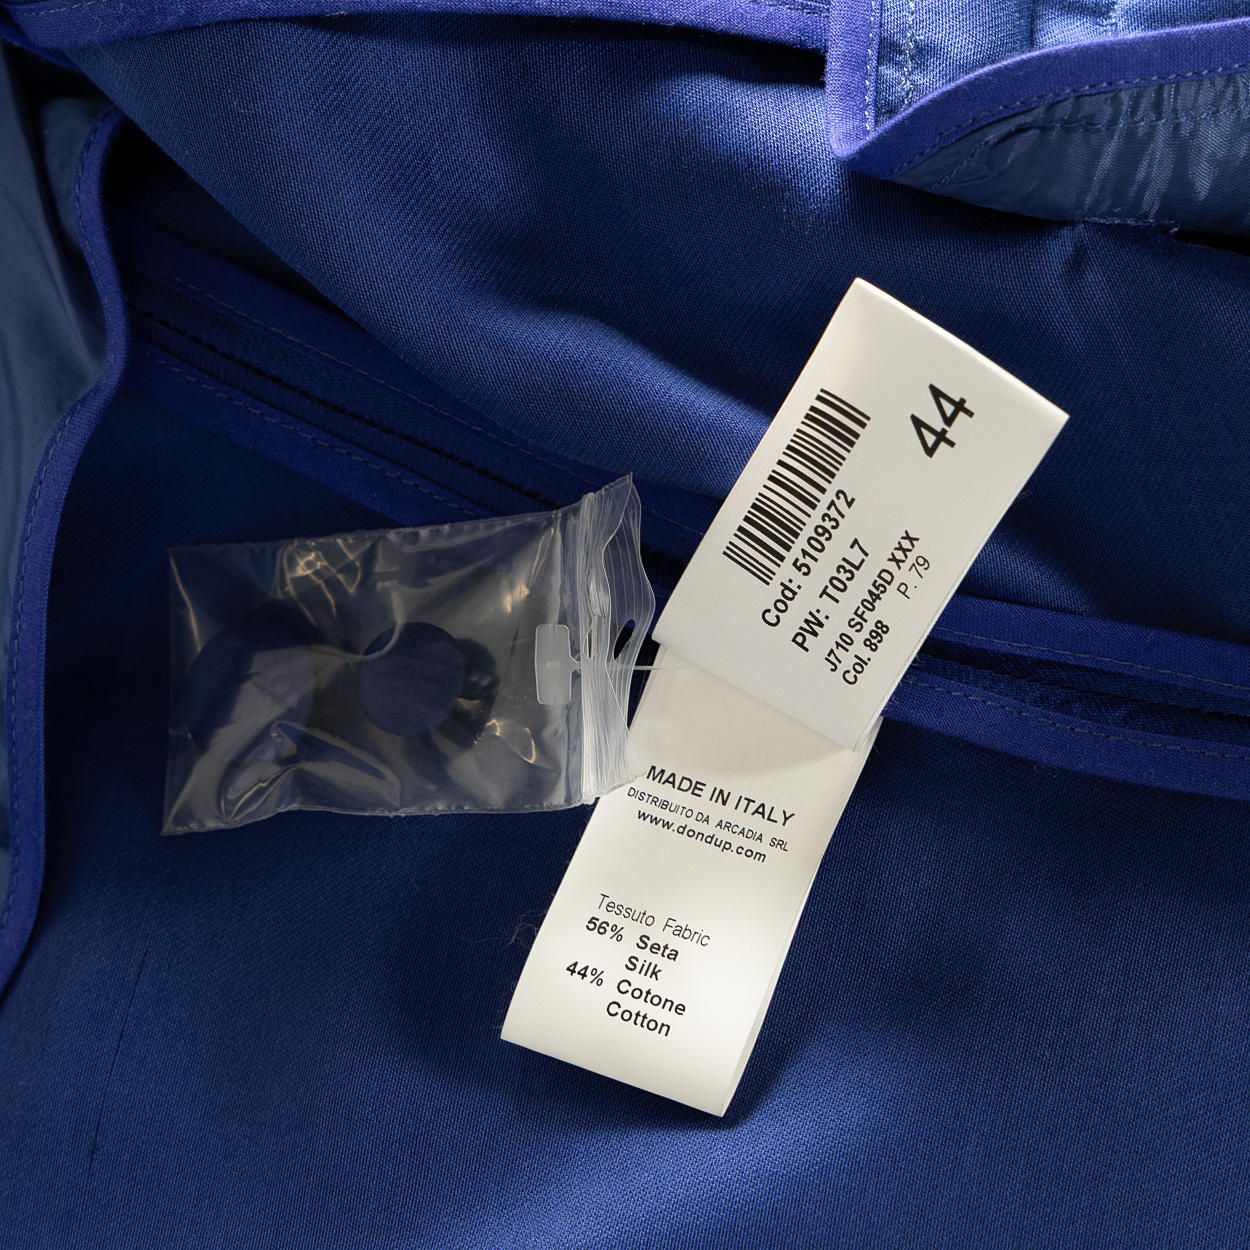 44
Cod: 5109372
PW: T03L7
J710 SF045D XXX
P. 79
Col. 898
MADE IN ITALY
DISTRIBUITO DA ARCADIA SRL
www.dondup.com
Tessuto Fabric
56% Seta
Silk
44% Cotone
Cotton